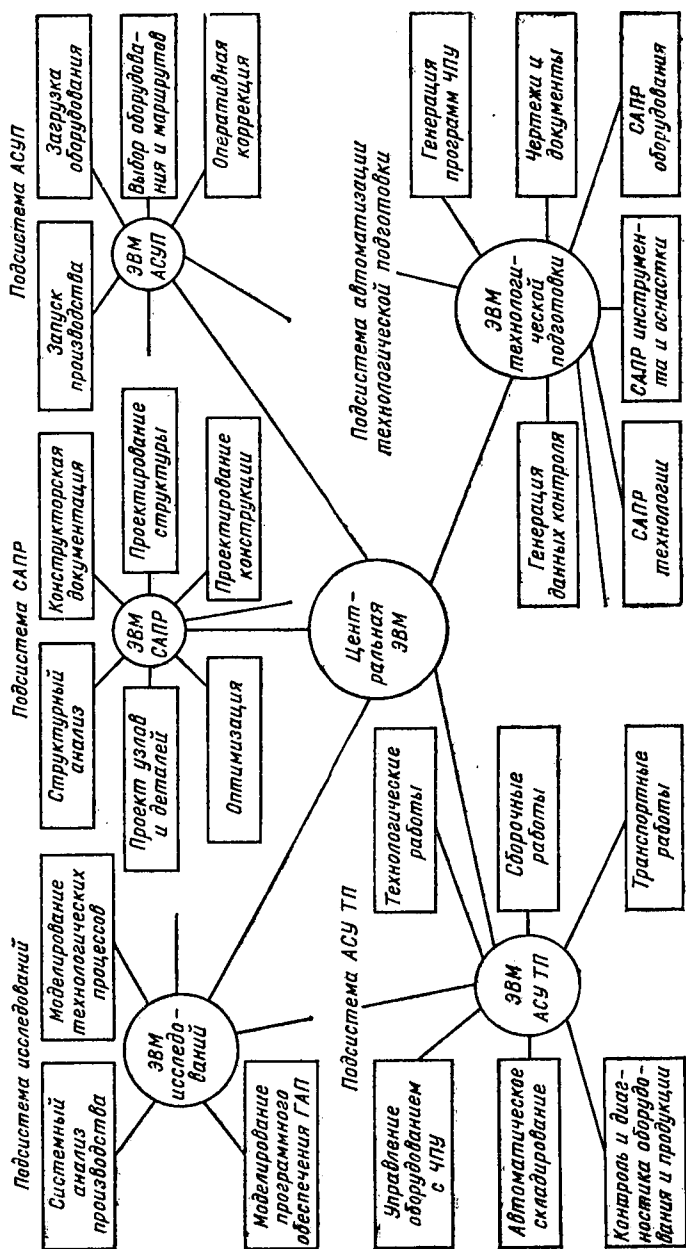 Подсистема исследований
Системный
анализ
производства
Моделирование
технологических
процессов
ЭВМ
исследо-
ваний
Моделирование
программного
обеспечения ГАП
Подсистема САПР
Структурный
анализ
Конструкторская
документация
ЭВМ
САПР
Проект узлов
и деталей
Проектирование
структуры
Оптимизация
Проектирование
конструкции
Подсистема АСУП
Запуск
производства
Загрузка
оборудования
ЭВМ
АСУП
Выбор оборудова-
ния и маршрутов
Оперативная
коррекция
Цент-
ральная
ЭВМ
Подсистема АСУ ТП
Управление
оборудованием
с ЧПУ
Технологические
работы
Автоматическое
складирование
ЭВМ
АСУ ТП
Сборочные
работы
Контроль и диаг-
ностика оборудо-
вания и продукции
Транспортные
работы
Подсистема автоматизации
технологической подготовки
Генерация
программ ЧПУ
Генерация
данных контроля
ЭВМ
технологи-
ческой
подготовки
Чертежи и
документы
САПР
технологии
САПР инструмен-
та и оснастки
САПР
оборудования